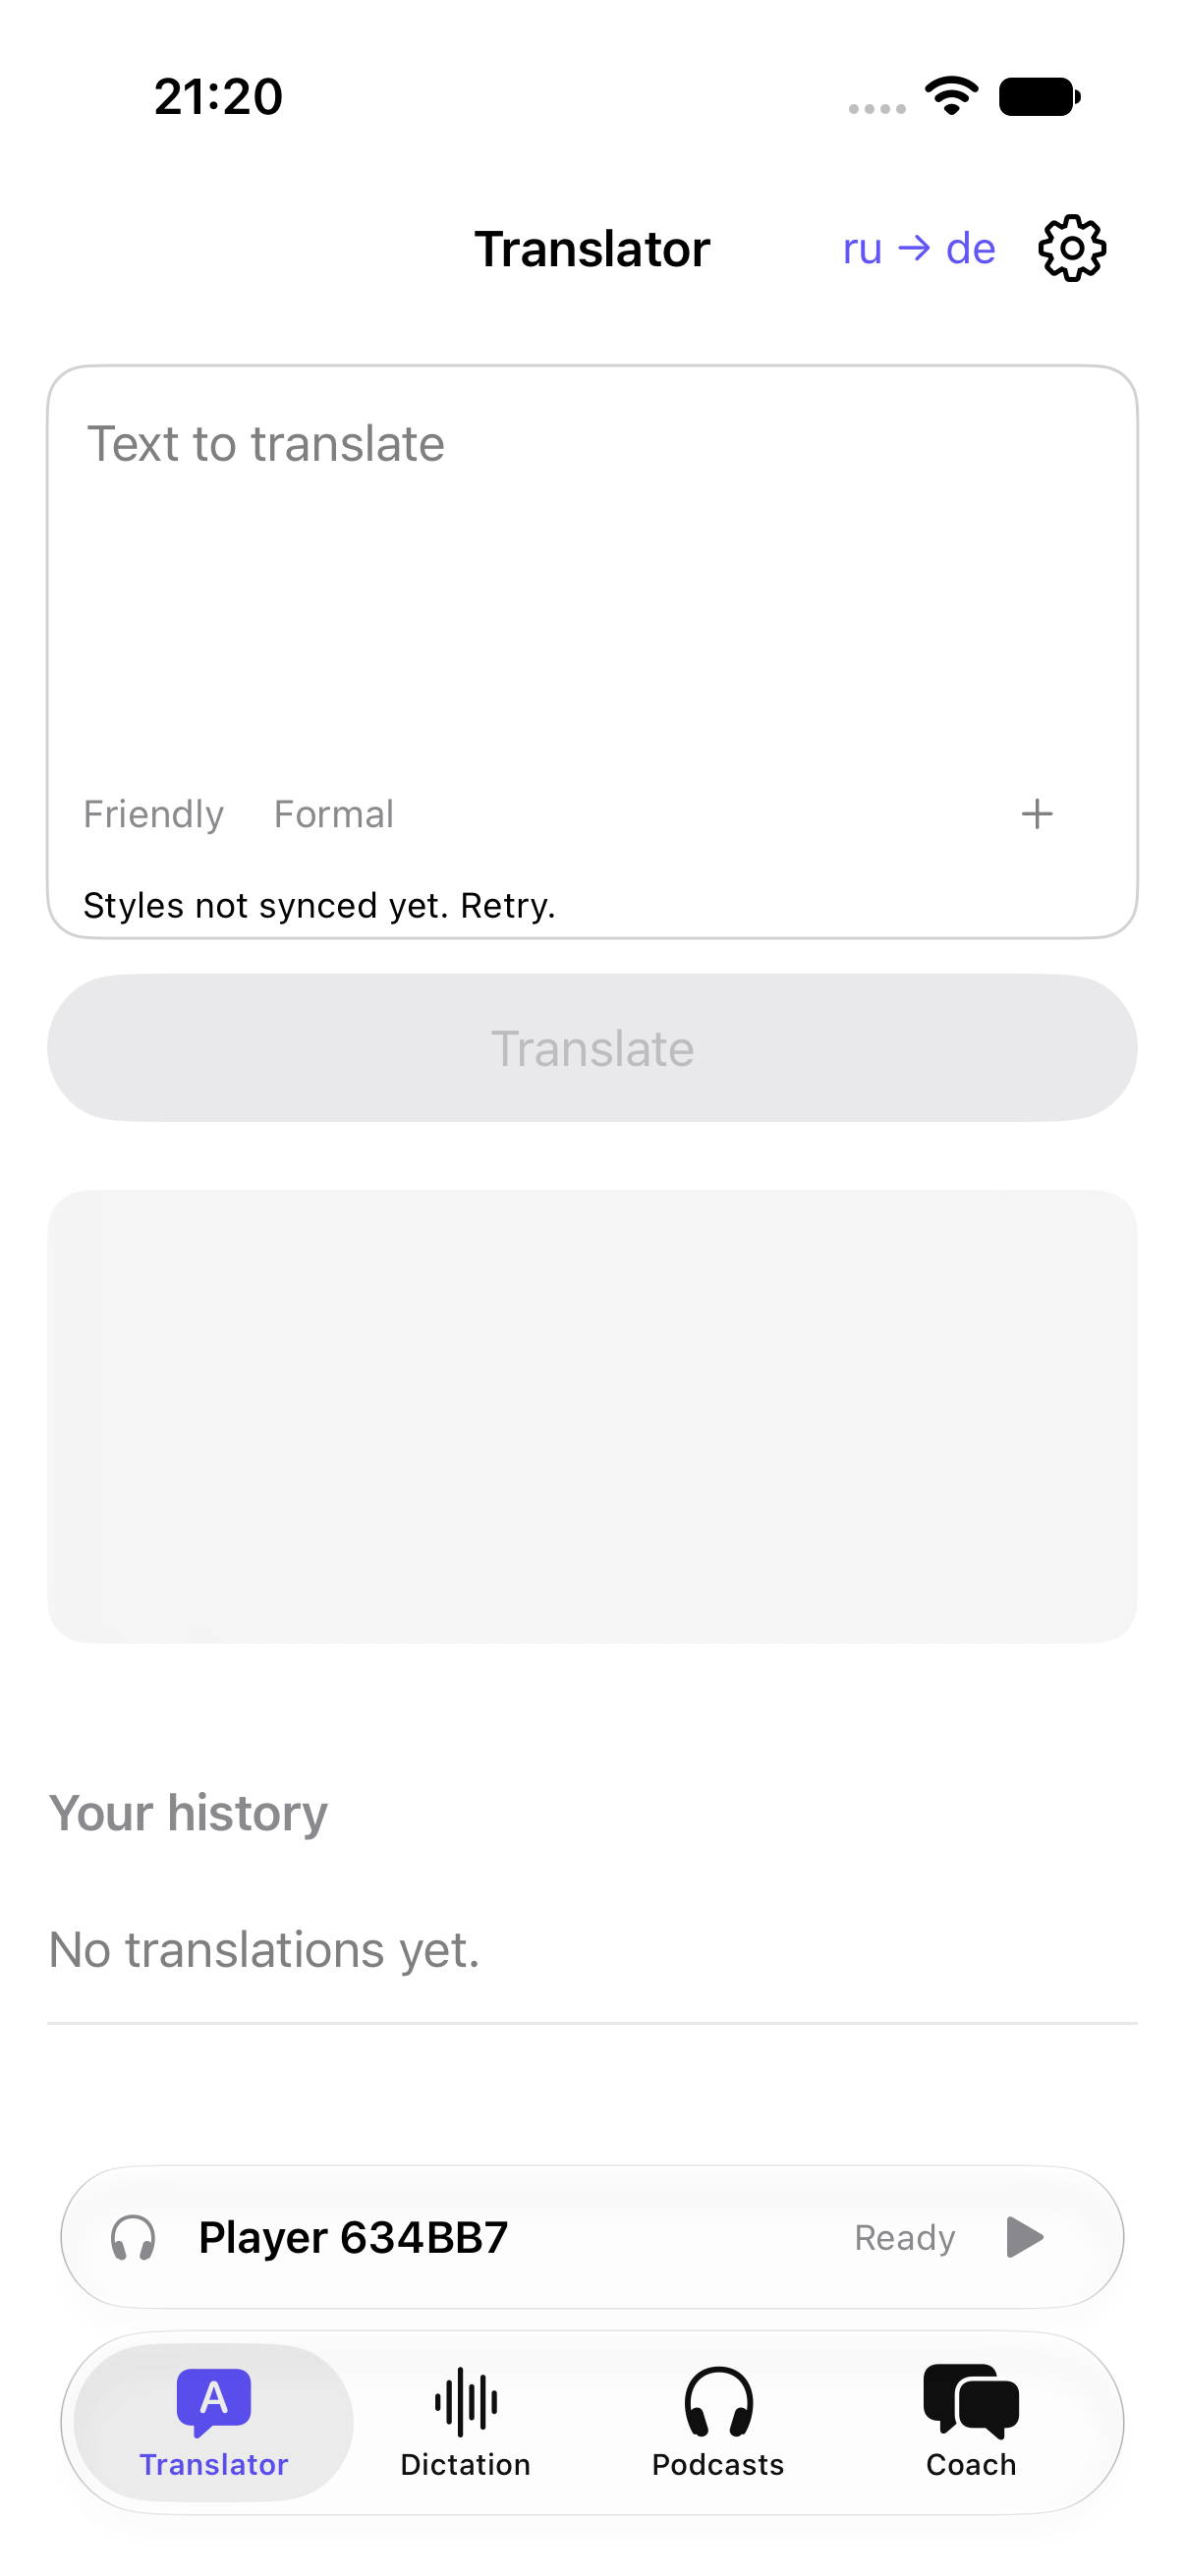 21:20
Translator
ru → de
Text to translate
Friendly Formal +
Styles not synced yet. Retry.
Translate
Your history
No translations yet.
Player 634BB7 Ready
A
Translator Dictation Podcasts Coach